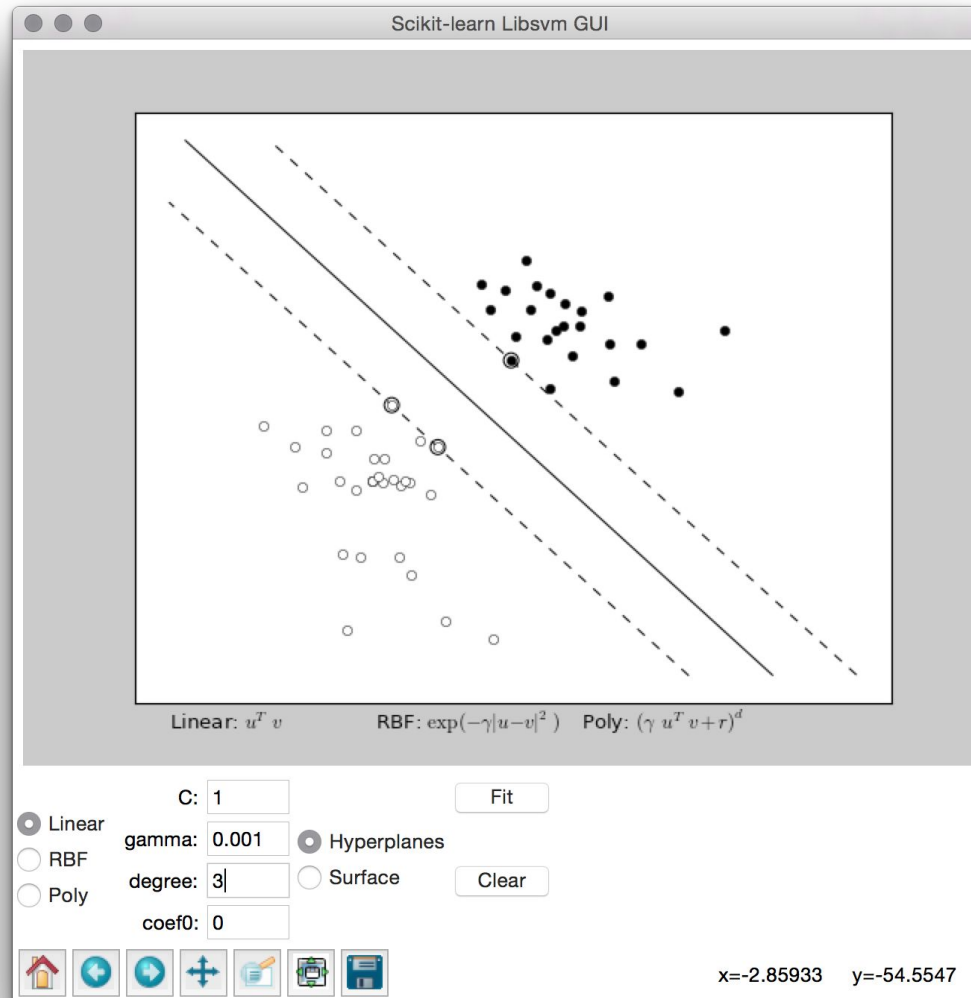 Scikit-learn Libsvm GUI
Linear: u^T v RBF: exp(−γ|u−v|^2 ) Poly: (γ u^T v+r)^d
C: 1 Fit
Linear
gamma: 0.001 Hyperplanes
RBF
degree: 3 Surface Clear
Poly
coef0: 0
x=-2.85933 y=-54.5547